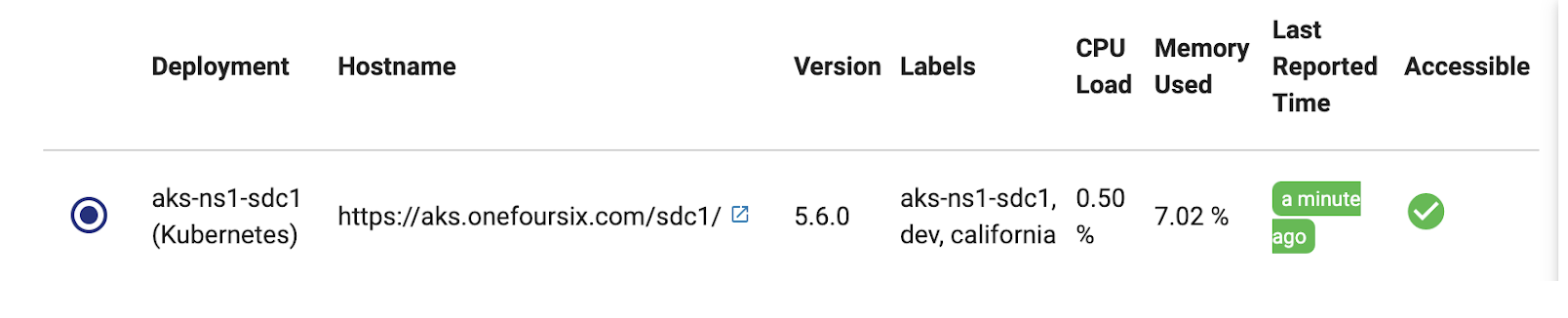 Deployment Hostname Version Labels CPU Load Memory Used Last Reported Time Accessible
aks-ns1-sdc1 (Kubernetes) https://aks.onefoursix.com/sdc1/ 5.6.0 aks-ns1-sdc1, dev, california 0.50 % 7.02 % a minute ago